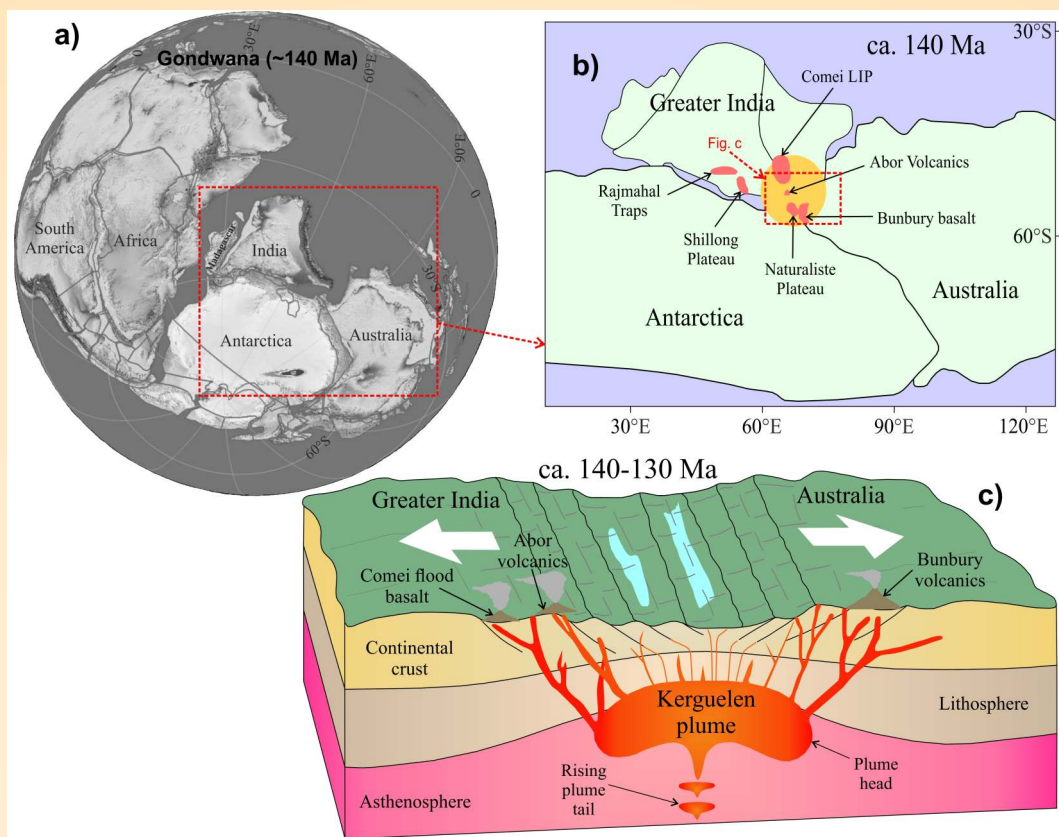 a)
Gondwana (~140 Ma)
30°E
60°E
90°E
0
30°S
60°S
South
America
Africa
Madagascar
India
Antarctica
Australia
b)
ca. 140 Ma
30°S
60°S
Greater India
Comei LIP
Fig. c
Abor Volcanics
Rajmahal
Traps
Bunbury basalt
Shillong
Plateau
Naturaliste
Plateau
Antarctica
Australia
30°E
60°E
90°E
120°E
ca. 140-130 Ma
c)
Greater India
Australia
Abor
volcanics
Comei flood
basalt
Bunbury
volcanics
Continental
crust
Kerguelen
plume
Lithosphere
Rising
plume
tail
Plume
head
Asthenosphere